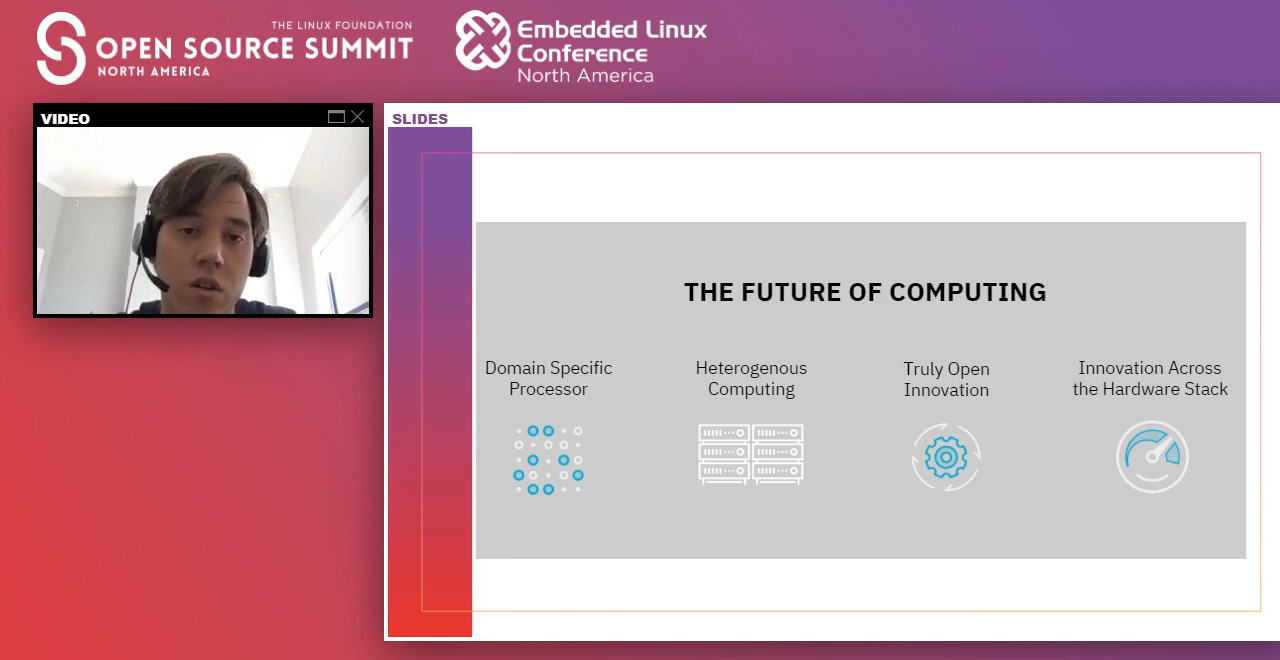 THE LINUX FOUNDATION
OPEN SOURCE SUMMIT
NORTH AMERICA
Embedded Linux
Conference
North America
VIDEO
SLIDES
THE FUTURE OF COMPUTING
Domain Specific
Processor
Heterogenous
Computing
Truly Open
Innovation
Innovation Across
the Hardware Stack